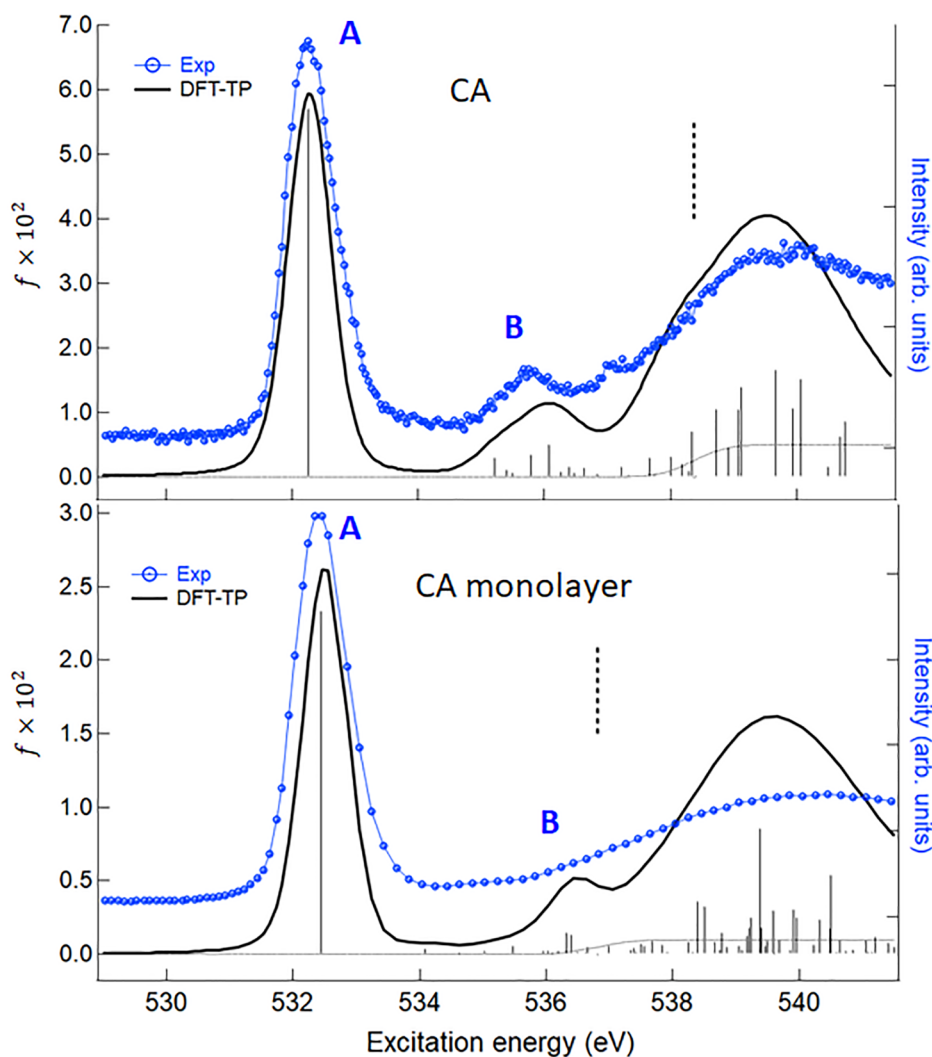 7.0
A
Exp
DFT-TP
CA
6.0
5.0
4.0
f × 10²
3.0
B
2.0
1.0
0.0
Intensity (arb. units)
3.0
A
Exp
DFT-TP
CA monolayer
2.5
2.0
f × 10²
1.5
1.0
B
0.5
0.0
Intensity (arb. units)
530 532 534 536 538 540
Excitation energy (eV)